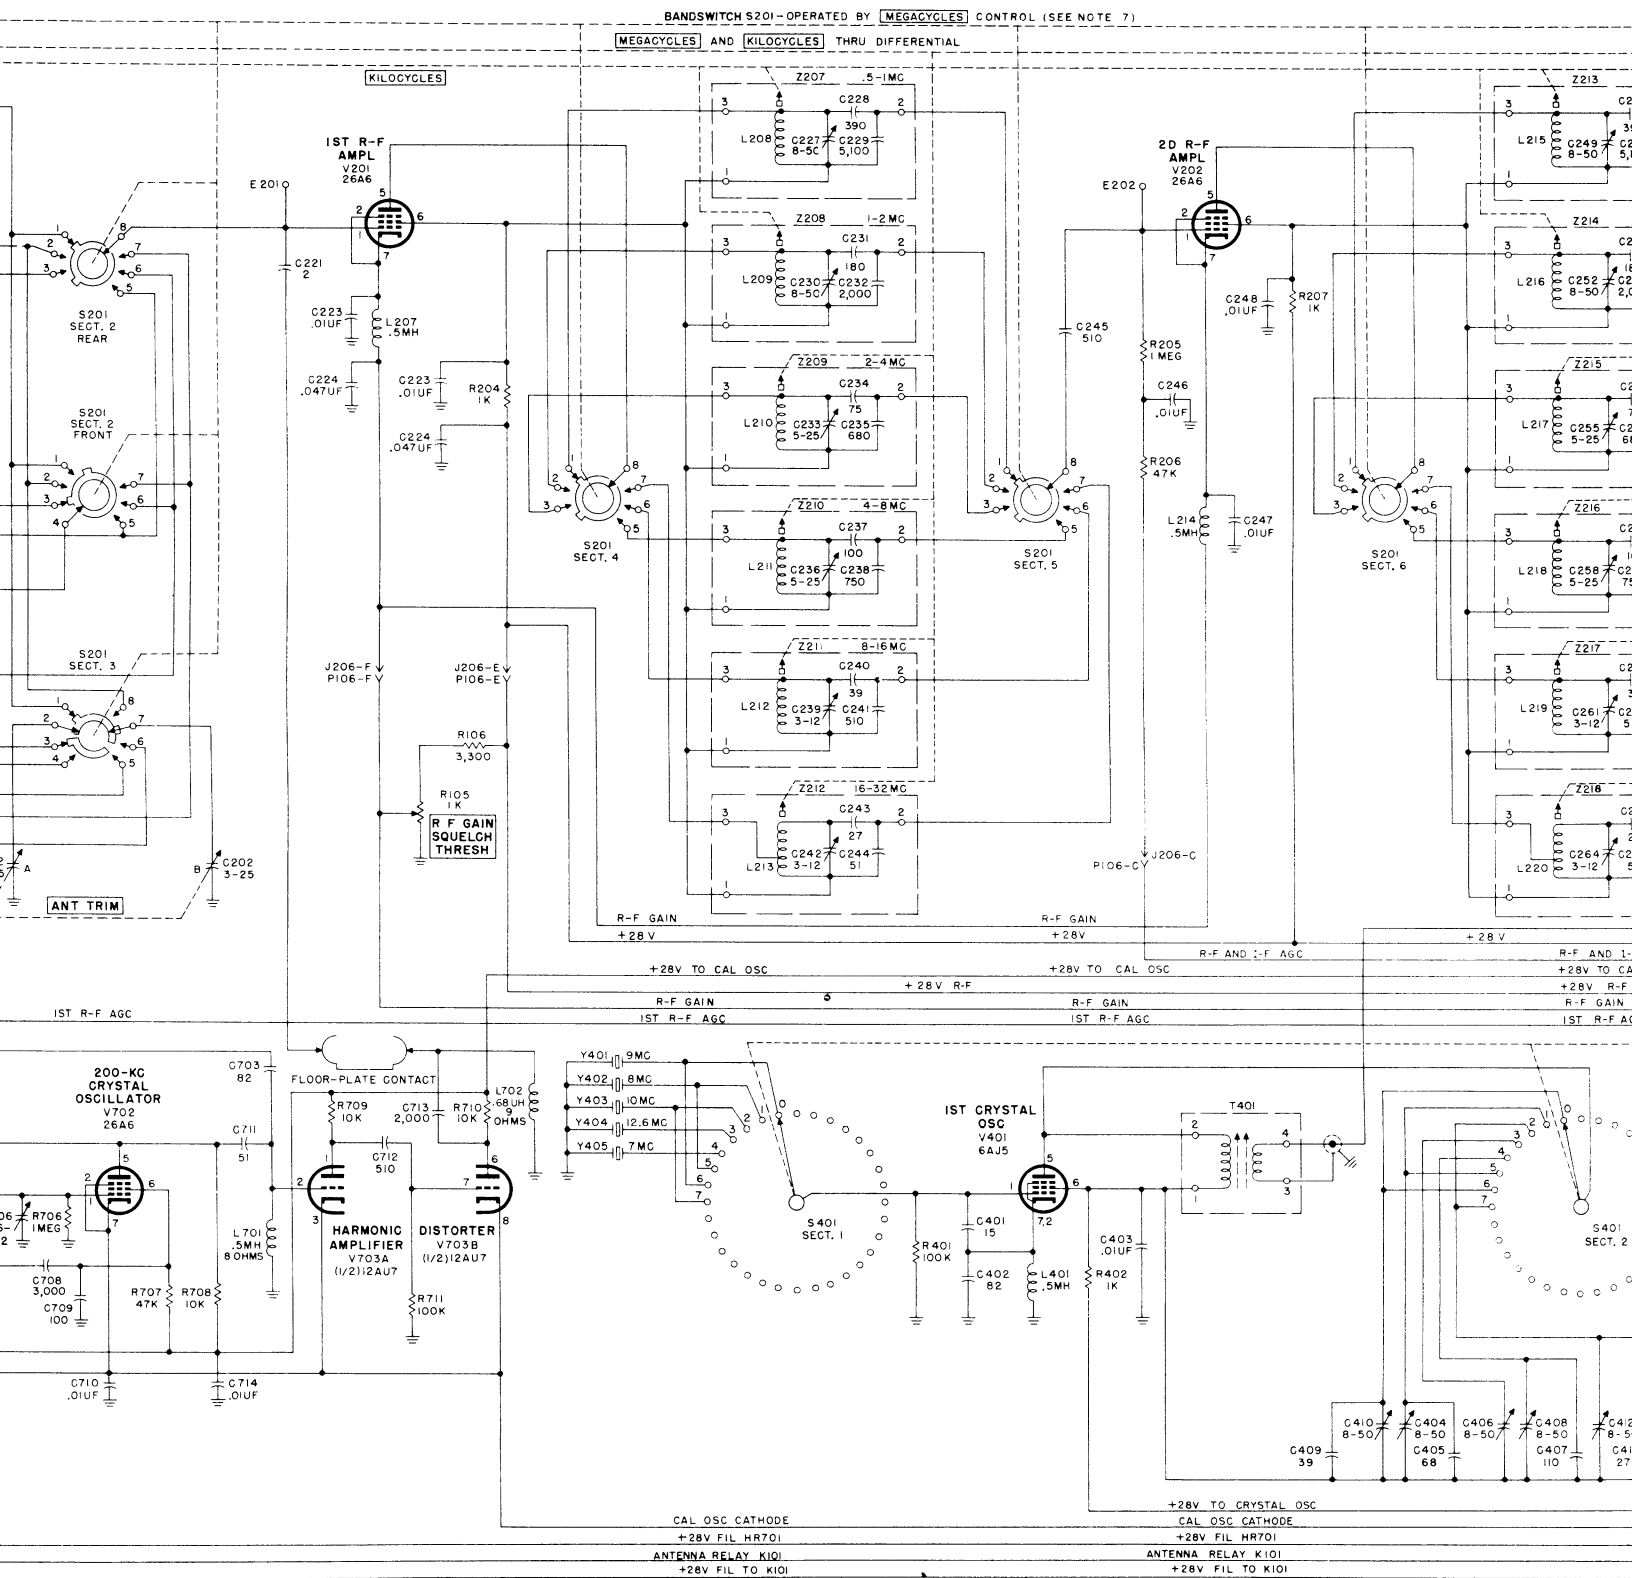 BANDSWITCH S201-OPERATED BY MEGACYCLES CONTROL (SEE NOTE 7)
MEGACYCLES AND KILOCYCLES THRU DIFFERENTIAL
KILOCYCLES
1ST R-F
AMPL
V201
26A6
E201
C221
2
C223
.01UF
L207
.5MH
C224
.047UF
C223
.01UF
R204
1K
C224
.047UF
S201
SECT. 2
REAR
S201
SECT. 2
FRONT
S201
SECT. 3
ANT TRIM
A
B
C202
3-25
J206-F
P106-F
J206-E
P106-E
R106
3,300
R105
1K
R F GAIN
SQUELCH
THRESH
S201
SECT. 4
Z207 .5-1MC
C228
390
L208
C227
8-50
C229
5,100
Z208 1-2MC
C231
180
L209
C230
8-50
C232
2,000
Z209 2-4MC
C234
75
L210
C233
5-25
C235
680
Z210 4-8MC
C237
100
L211
C236
5-25
C238
750
Z211 8-16MC
C240
39
L212
C239
3-12
C241
510
Z212 16-32MC
C243
27
L213
C242
3-12
C244
51
S201
SECT. 5
2D R-F
AMPL
V202
26A6
E202
C245
510
R205
1MEG
C246
.01UF
R206
47K
L214
.5MH
C247
.01UF
C248
.01UF
R207
1K
J206-C
P106-C
S201
SECT. 6
Z213
L215
C249
8-50
Z214
L216
C252
8-50
Z215
L217
C255
5-25
Z216
L218
C258
5-25
Z217
L219
C261
3-12
Z218
L220
C264
3-12
R-F GAIN R-F GAIN
+28V +28V +28V
R-F AND I-F AGC R-F AND I-
+28V TO CAL OSC +28V TO CAL OSC +28V TO CA
+28V R-F +28V R-F
R-F GAIN R-F GAIN R-F GAIN
1ST R-F AGC 1ST R-F AGC 1ST R-F AGC 1ST R-F AG
200-KC
CRYSTAL
OSCILLATOR
V702
26A6
C703
82
FLOOR-PLATE CONTACT
R709
10K
C713
2,000
R710
10K
L702
.68UH
9
OHMS
C711
51
C712
510
R706
1MEG
L701
.5MH
8OHMS
HARMONIC
AMPLIFIER
V703A
(1/2)12AU7
DISTORTER
V703B
(1/2)12AU7
C708
3,000
C709
100
R707
47K
R708
10K
R711
100K
C710
.01UF
C714
.01UF
Y401 9MC
Y402 8MC
Y403 10MC
Y404 12.6MC
Y405 7MC
S401
SECT. 1
1ST CRYSTAL
OSC
V401
6AJ5
T401
R401
100K
C401
15
C402
82
L401
.5MH
R402
1K
C403
.01UF
S401
SECT. 2
C410
8-50
C404
8-50
C406
8-50
C408
8-50
C409
39
C405
68
C407
110
+28V TO CRYSTAL OSC
CAL OSC CATHODE CAL OSC CATHODE
+28V FIL HR701 +28V FIL HR701
ANTENNA RELAY K101 ANTENNA RELAY K101
+28V FIL TO K101 +28V FIL TO K101